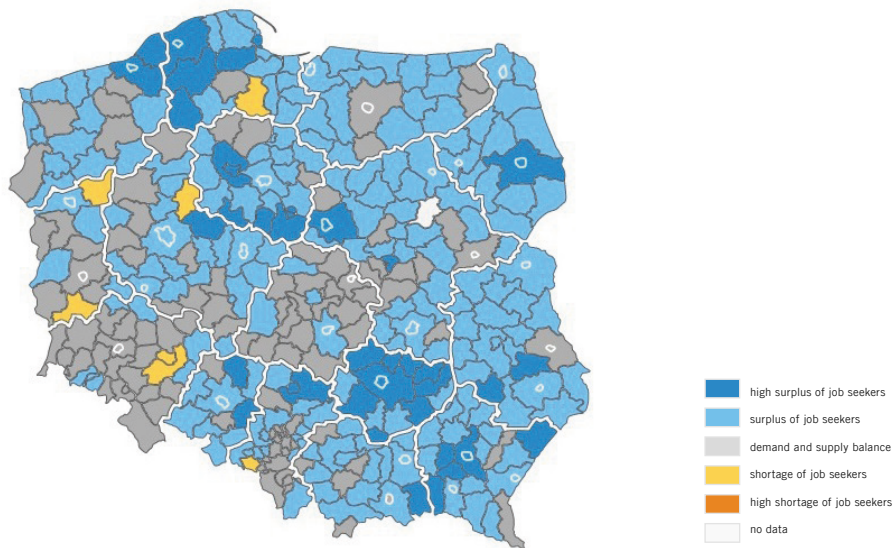 high surplus of job seekers
surplus of job seekers
demand and supply balance
shortage of job seekers
high shortage of job seekers
no data